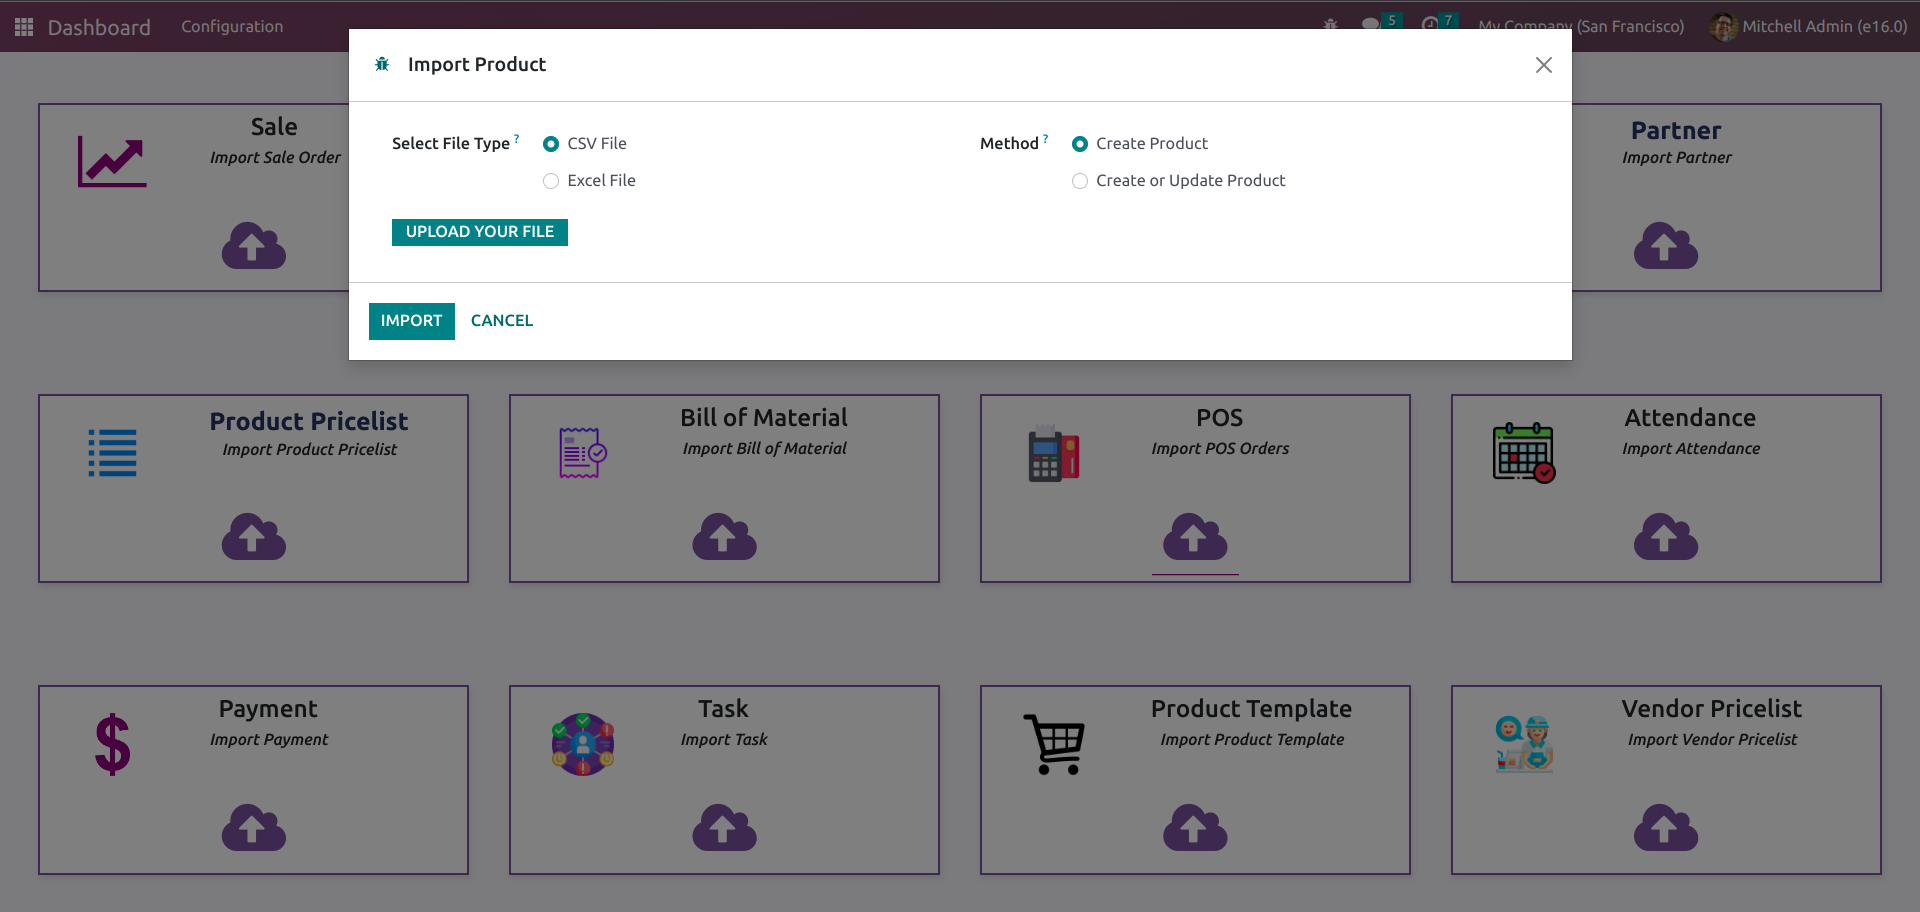 Dashboard
Configuration
5
7
My Company (San Francisco)
Mitchell Admin (e16.0)
Import Product
Select File Type ?
CSV File
Excel File
Method ?
Create Product
Create or Update Product
UPLOAD YOUR FILE
IMPORT
CANCEL
Sale
Import Sale Order
Partner
Import Partner
Product Pricelist
Import Product Pricelist
Bill of Material
Import Bill of Material
POS
Import POS Orders
Attendance
Import Attendance
Payment
Import Payment
Task
Import Task
Product Template
Import Product Template
Vendor Pricelist
Import Vendor Pricelist